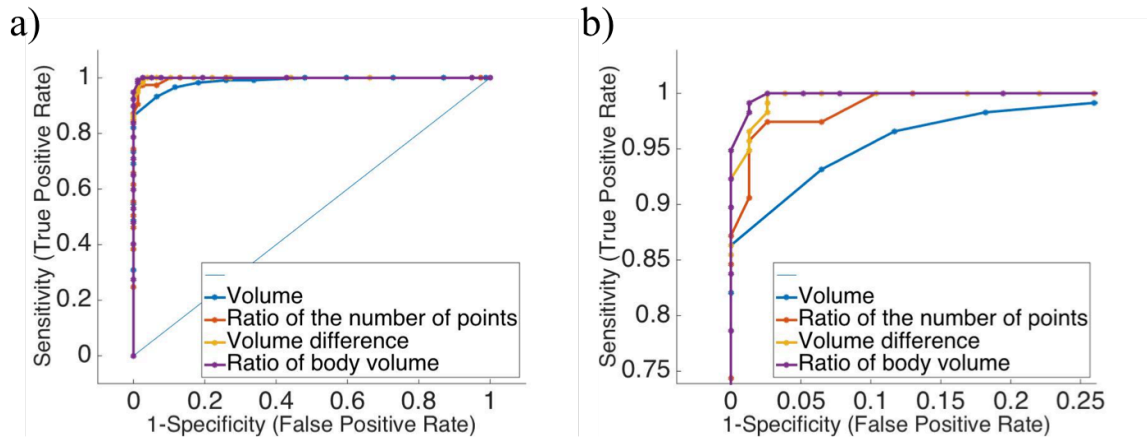 a)
Sensitivity (True Positive Rate)
1
0.8
0.6
0.4
0.2
0
Volume
Ratio of the number of points
Volume difference
Ratio of body volume
0 0.2 0.4 0.6 0.8 1
1-Specificity (False Positive Rate)
b)
Sensitivity (True Positive Rate)
1
0.95
0.9
0.85
0.8
0.75
Volume
Ratio of the number of points
Volume difference
Ratio of body volume
0 0.05 0.1 0.15 0.2 0.25
1-Specificity (False Positive Rate)